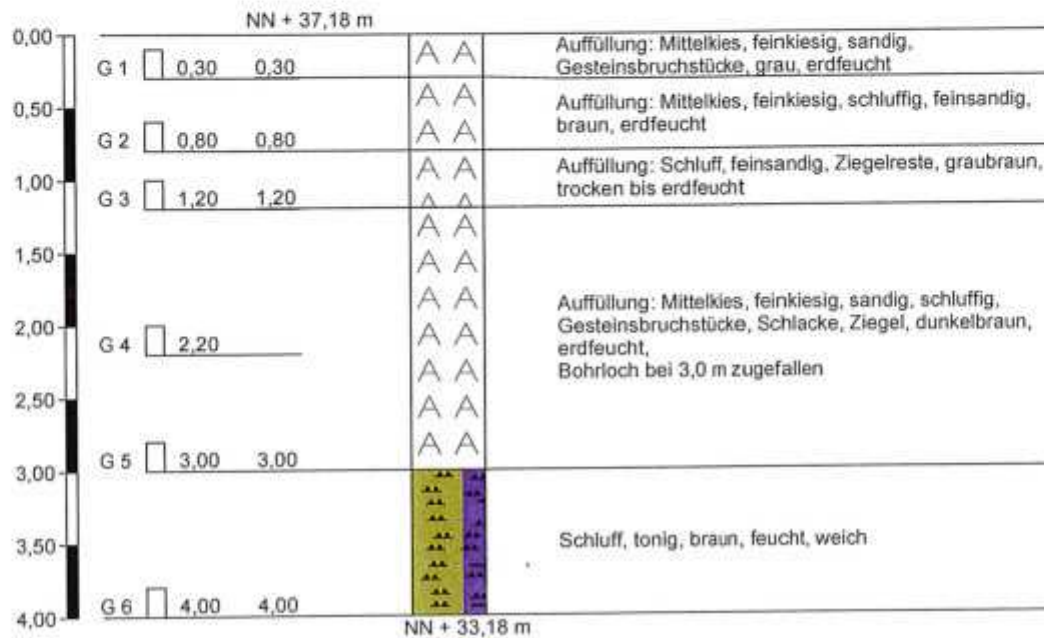 NN + 37,18 m
0,00
G 1 0,30 0,30
Auffüllung: Mittelkies, feinkiesig, sandig,
Gesteinsbruchstücke, grau, erdfeucht
0,50
G 2 0,80 0,80
Auffüllung: Mittelkies, feinkiesig, schluffig, feinsandig,
braun, erdfeucht
1,00
G 3 1,20 1,20
Auffüllung: Schluff, feinsandig, Ziegelreste, graubraun,
trocken bis erdfeucht
1,50
2,00
G 4 2,20
Auffüllung: Mittelkies, feinkiesig, sandig, schluffig,
Gesteinsbruchstücke, Schlacke, Ziegel, dunkelbraun,
erdfeucht,
Bohrloch bei 3,0 m zugefallen
2,50
G 5 3,00 3,00
3,00
3,50
Schluff, tonig, braun, feucht, weich
G 6 4,00 4,00
4,00
NN + 33,18 m
A A
A A
A A
A A
A A
A A
A A
A A
A A
A A
A A
A A